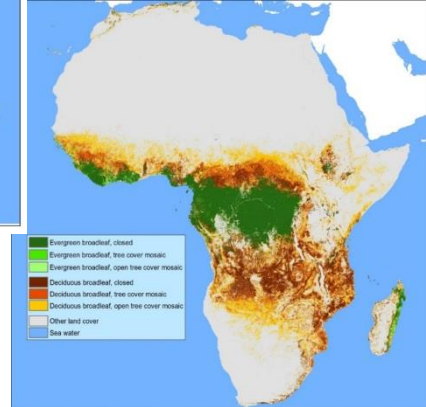 Evergreen broadleaf, closed
Evergreen broadleaf, tree cover mosaic
Evergreen broadleaf, open tree cover mosaic
Deciduous broadleaf, closed
Deciduous broadleaf, tree cover mosaic
Deciduous broadleaf, open tree cover mosaic
Other land cover
Sea water